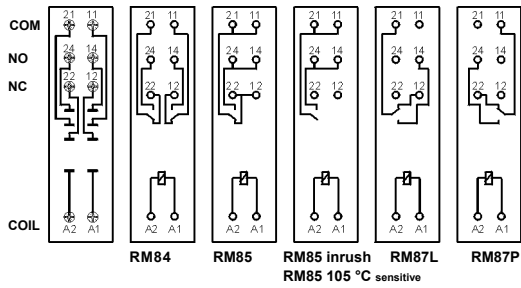 21 11 21 11 21 11 21 11 21 11 21 11
COM
24 14 24 14 24 14 24 14 24 14 24 14
NO
22 12 22 12 22 12 22 12 22 12 22 12
NC
COIL
A2 A1 A2 A1 A2 A1 A2 A1 A2 A1 A2 A1
RM84 RM85 RM85 inrush RM87L RM87P
RM85 105 °C sensitive